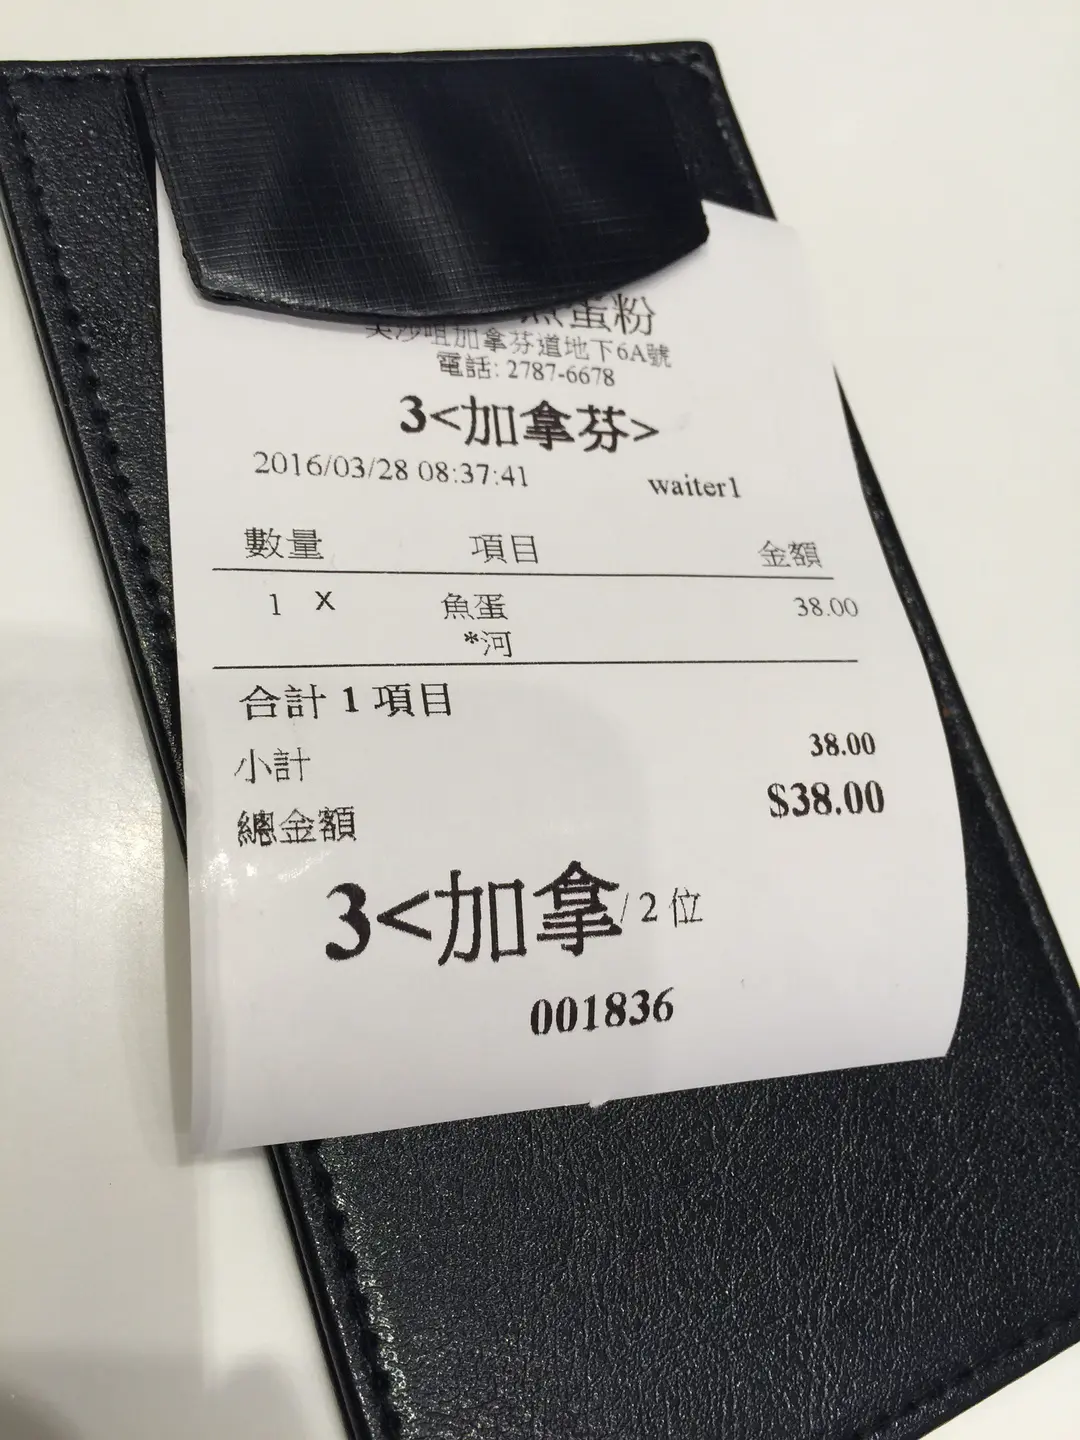 魚蛋粉
尖沙咀加拿芬道地下6A號
電話: 2787-6678
3<加拿芬>
2016/03/28 08:37:41 waiter1
數量 項目 金額
1 X 魚蛋 38.00
*河
合計 1 項目
小計 38.00
總金額 $38.00
3<加拿/ 2 位
001836